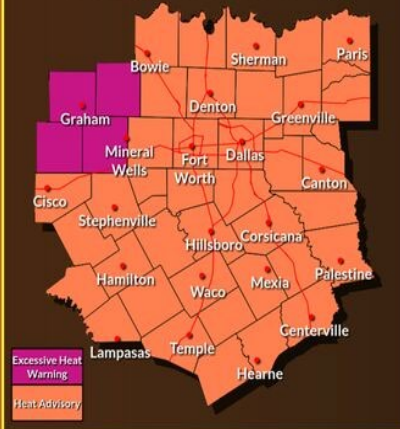 Bowie
Sherman
Paris
Graham
Denton
Greenville
Mineral
Wells
Fort
Worth
Dallas
Canton
Cisco
Stephenville
Hillsboro
Corsicana
Hamilton
Waco
Mexia
Palestine
Lampasas
Temple
Centerville
Hearne
Excessive Heat
Warning
Heat Advisory